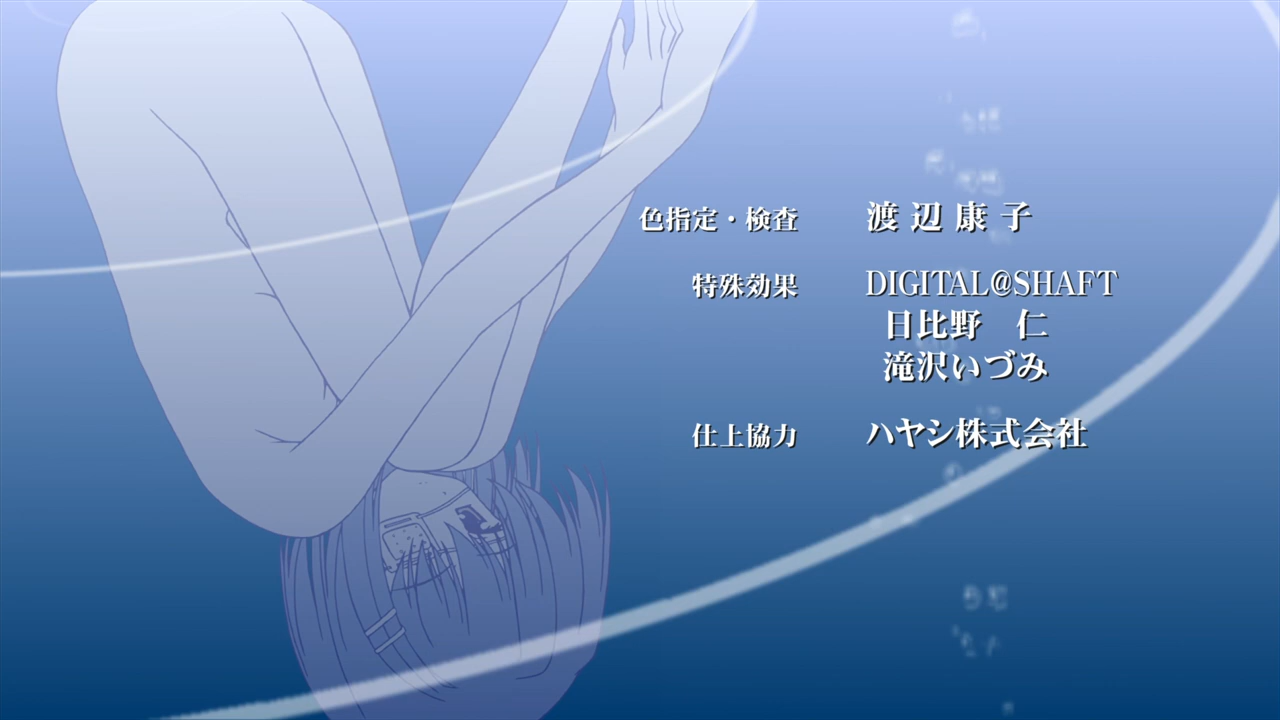 色指定・検査 渡辺康子
特殊効果 DIGITAL@SHAFT
日比野 仁
滝沢いづみ
仕上協力 ハヤシ株式会社